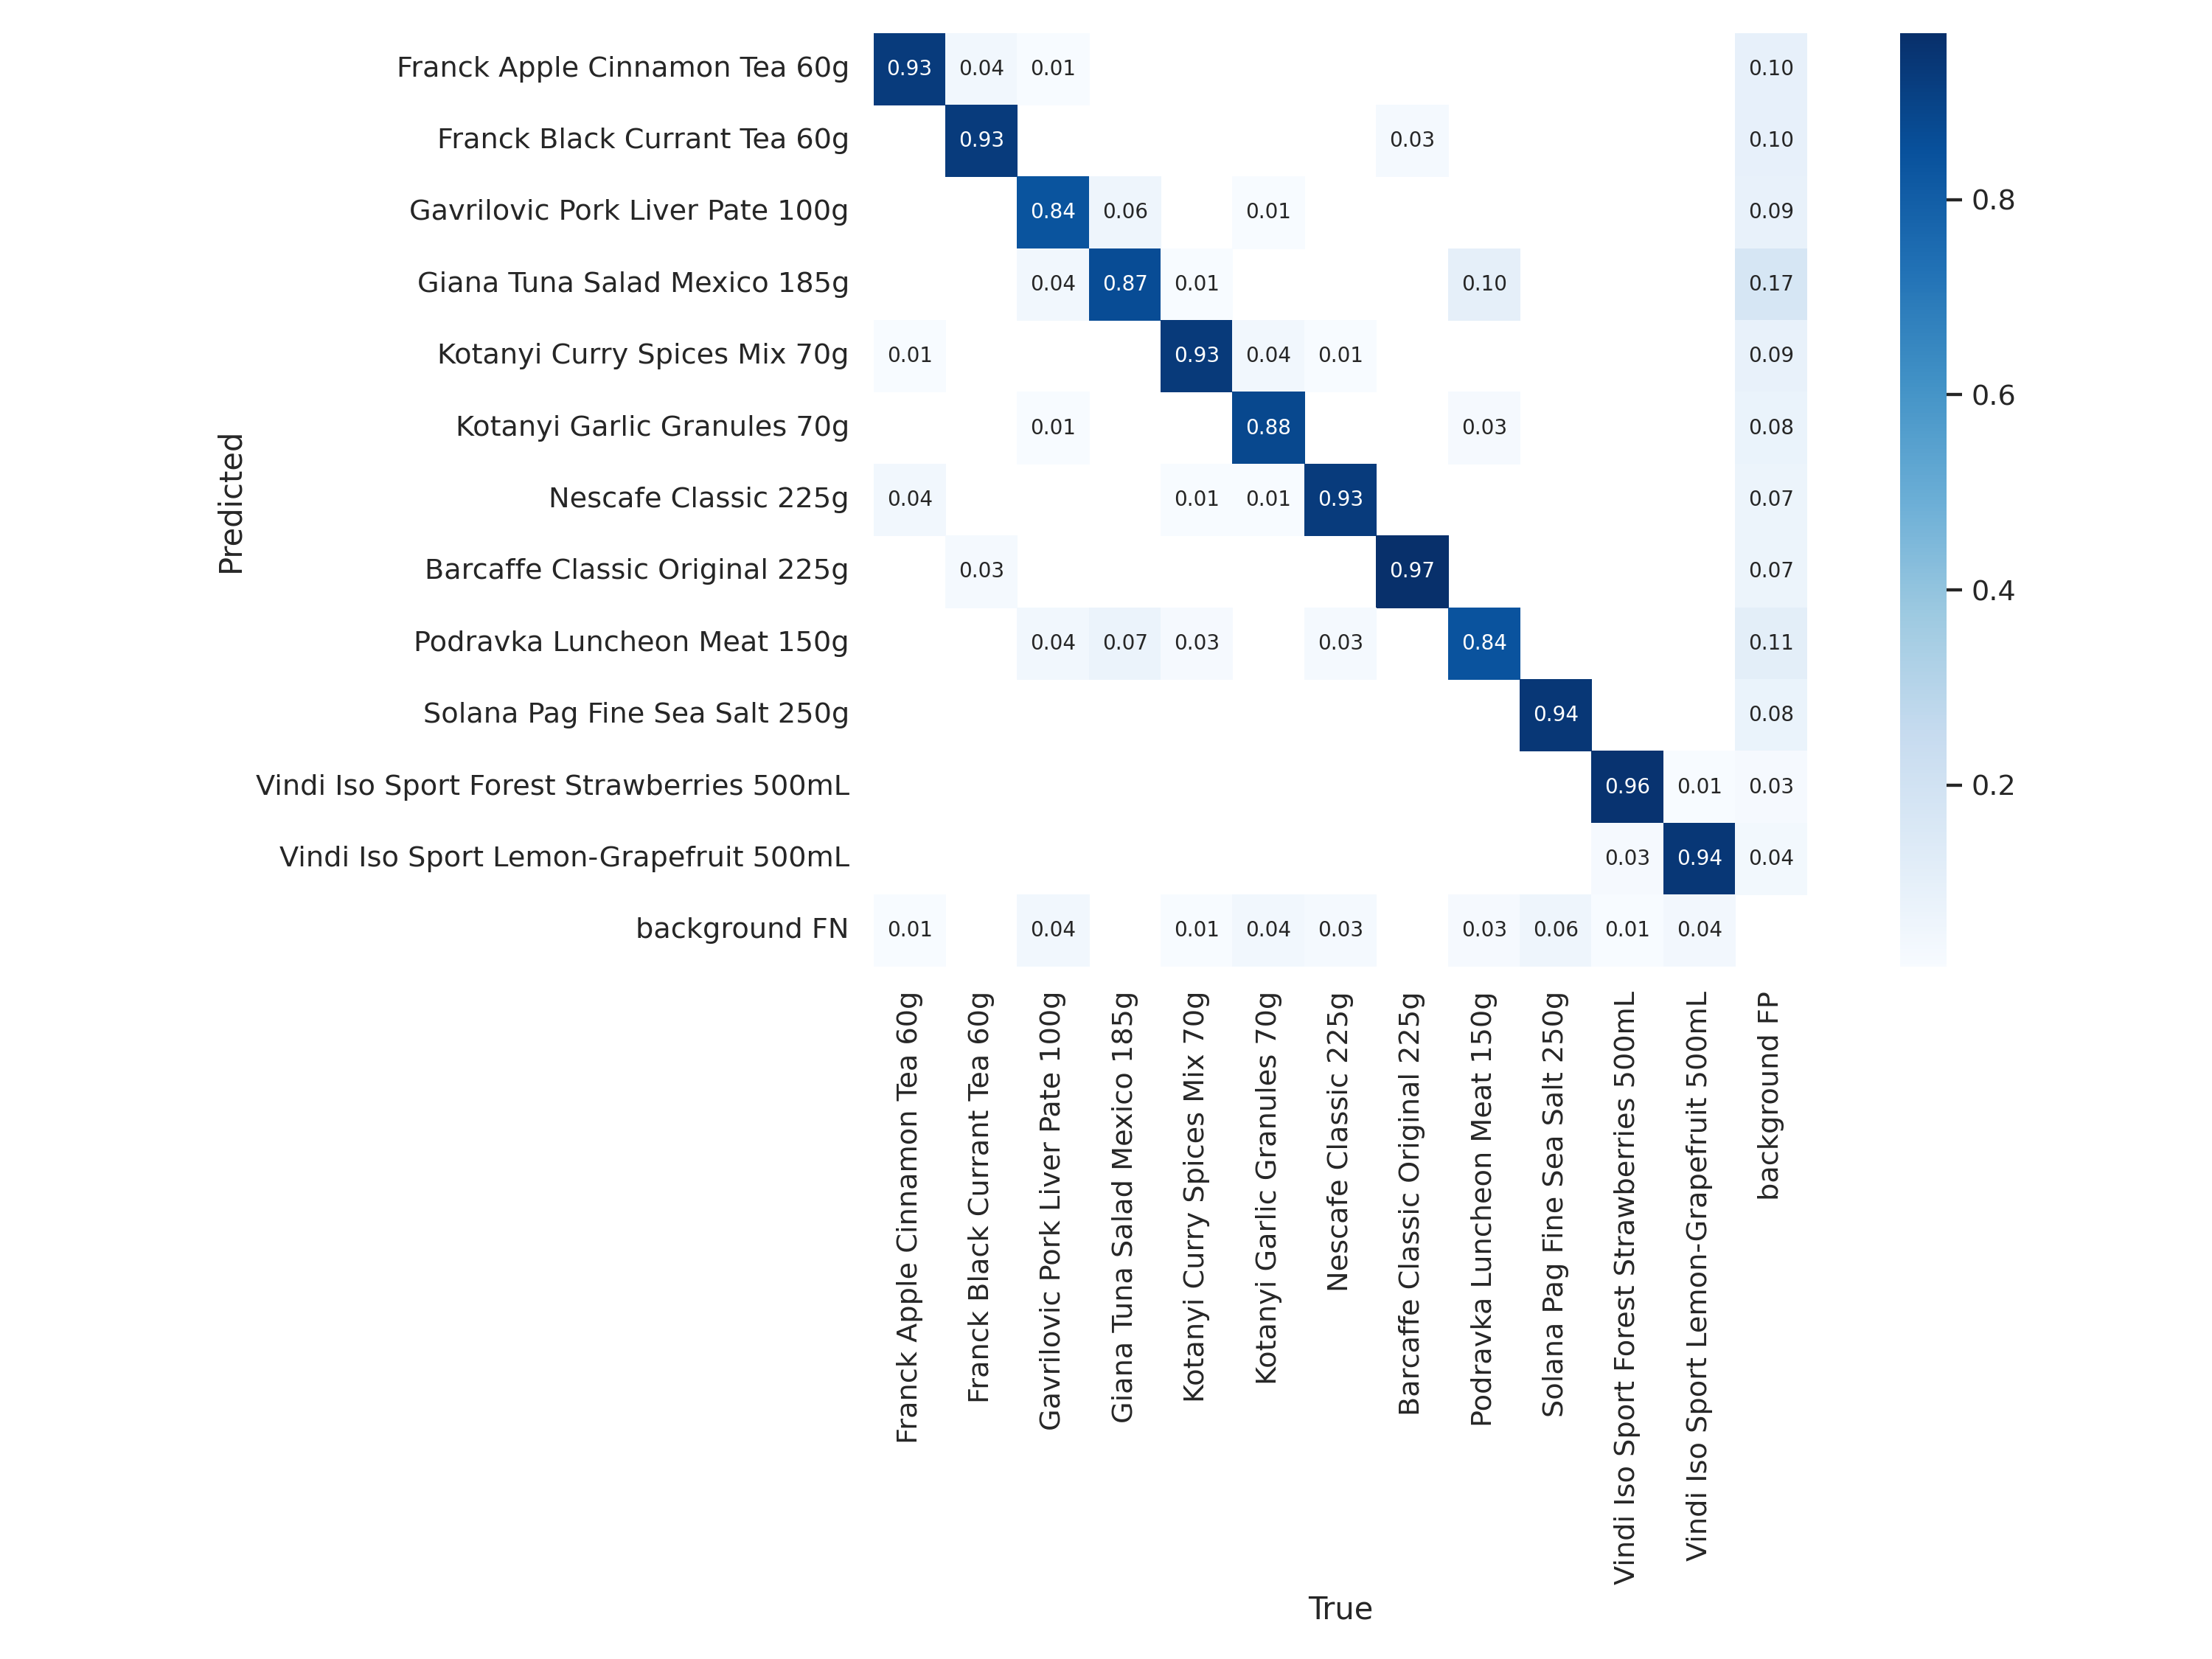 Franck Apple Cinnamon Tea 60g 0.93 0.04 0.01 0.10
Franck Black Currant Tea 60g 0.93 0.03 0.10
Gavrilovic Pork Liver Pate 100g 0.84 0.06 0.01 0.09 0.8
Giana Tuna Salad Mexico 185g 0.04 0.87 0.01 0.10 0.17
Kotanyi Curry Spices Mix 70g 0.01 0.93 0.04 0.01 0.09 0.6
Kotanyi Garlic Granules 70g 0.01 0.88 0.03 0.08
Nescafe Classic 225g 0.04 0.01 0.01 0.93 0.07
Predicted
Barcaffe Classic Original 225g 0.03 0.97 0.07 0.4
Podravka Luncheon Meat 150g 0.04 0.07 0.03 0.03 0.84 0.11
Solana Pag Fine Sea Salt 250g 0.94 0.08
Vindi Iso Sport Forest Strawberries 500mL 0.96 0.01 0.03 0.2
Vindi Iso Sport Lemon-Grapefruit 500mL 0.03 0.94 0.04
background FN 0.01 0.04 0.01 0.04 0.03 0.03 0.06 0.01 0.04
Franck Apple Cinnamon Tea 60g
Franck Black Currant Tea 60g
Gavrilovic Pork Liver Pate 100g
Giana Tuna Salad Mexico 185g
Kotanyi Curry Spices Mix 70g
Kotanyi Garlic Granules 70g
Nescafe Classic 225g
Barcaffe Classic Original 225g
Podravka Luncheon Meat 150g
Solana Pag Fine Sea Salt 250g
Vindi Iso Sport Forest Strawberries 500mL
Vindi Iso Sport Lemon-Grapefruit 500mL
background FP
True